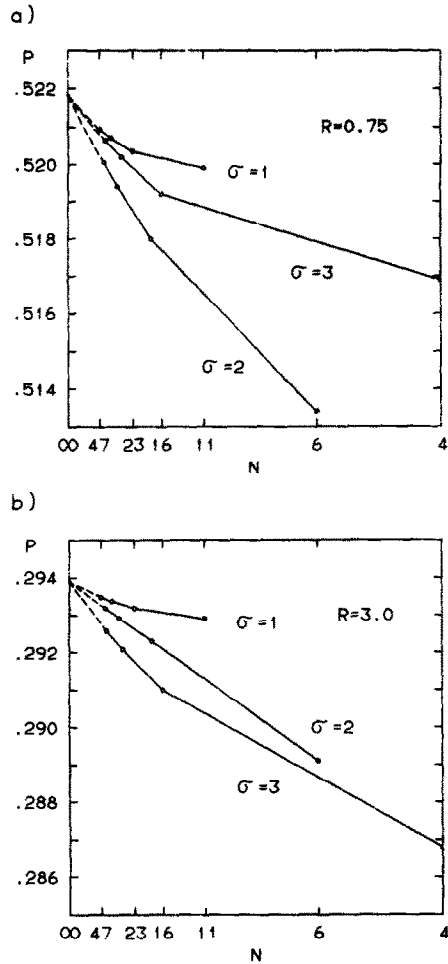 a)
P
.522
.520
.518
.516
.514
R=0.75
σ=1
σ=3
σ=2
∞ 47 23 16 11 6 4
N
b)
P
.294
.292
.290
.288
.286
R=3.0
σ=1
σ=2
σ=3
∞ 47 23 16 11 6 4
N